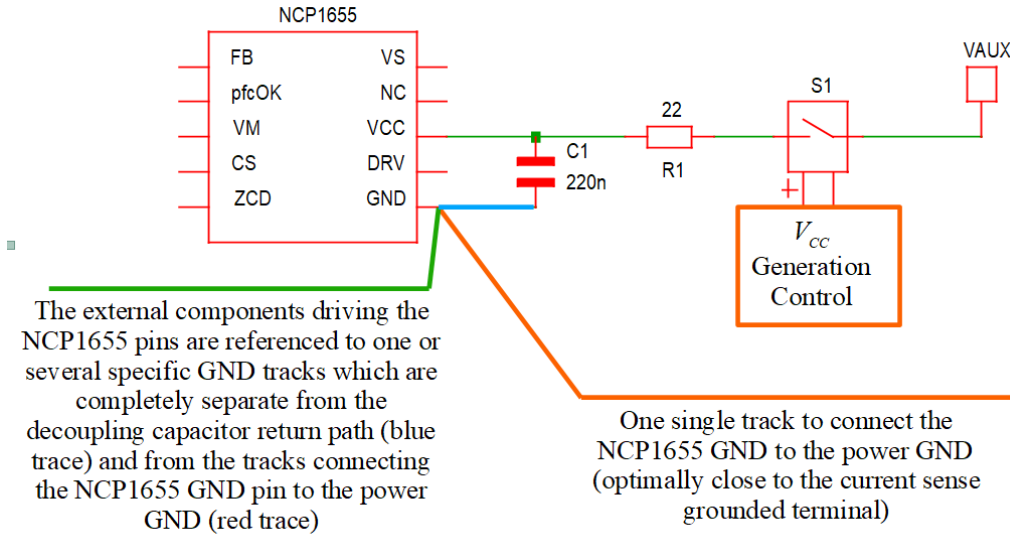 NCP1655
FB
VS
pfcOK
NC
VM
VCC
CS
DRV
ZCD
GND
C1
220n
22
R1
S1
VAUX
+
VCC
Generation
Control
The external components driving the
NCP1655 pins are referenced to one or
several specific GND tracks which are
completely separate from the
decoupling capacitor return path (blue
trace) and from the tracks connecting
the NCP1655 GND pin to the power
GND (red trace)
One single track to connect the
NCP1655 GND to the power GND
(optimally close to the current sense
grounded terminal)